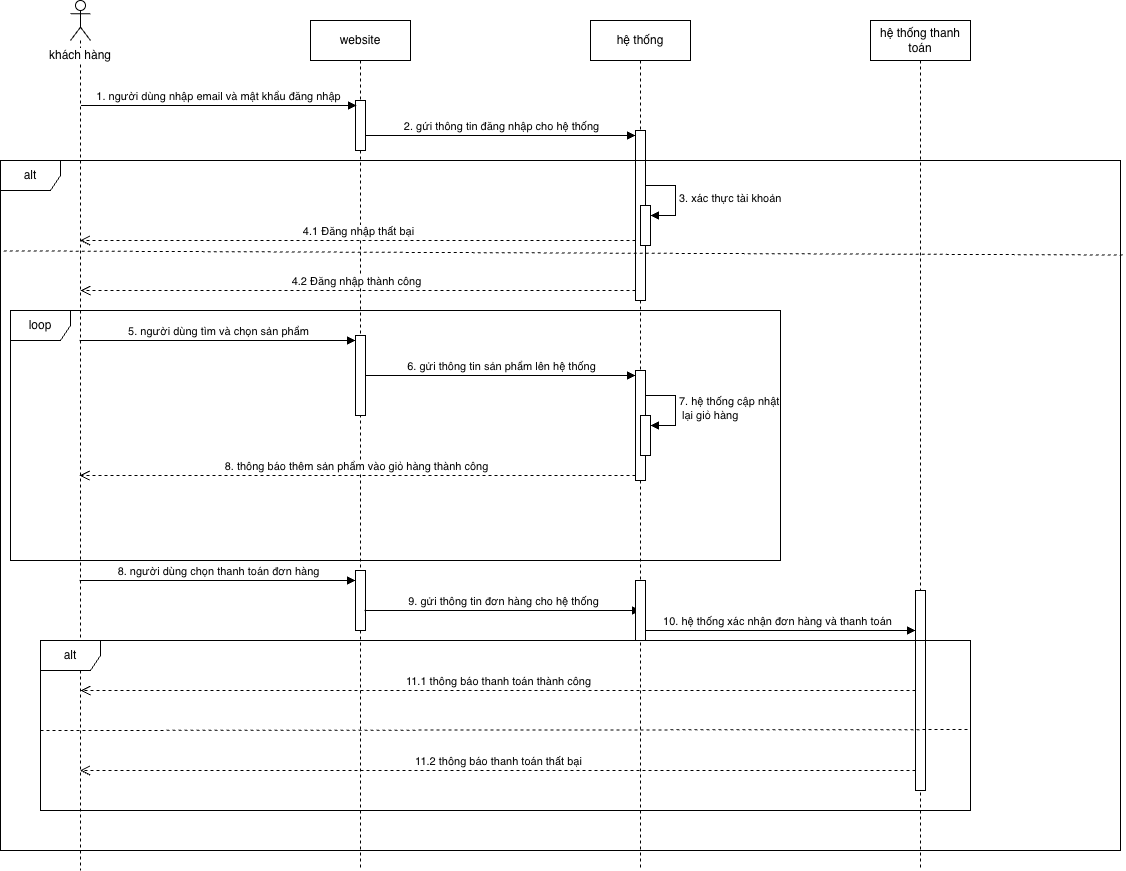 khách hàng
website
hệ thống
hệ thống thanh
toán
1. người dùng nhập email và mật khẩu đăng nhập
2. gửi thông tin đăng nhập cho hệ thống
alt
3. xác thực tài khoản
4.1 Đăng nhập thất bại
4.2 Đăng nhập thành công
loop
5. người dùng tìm và chọn sản phẩm
6. gửi thông tin sản phẩm lên hệ thống
7. hệ thống cập nhật
lại giỏ hàng
8. thông báo thêm sản phẩm vào giỏ hàng thành công
8. người dùng chọn thanh toán đơn hàng
9. gửi thông tin đơn hàng cho hệ thống
10. hệ thống xác nhận đơn hàng và thanh toán
alt
11.1 thông báo thanh toán thành công
11.2 thông báo thanh toán thất bại